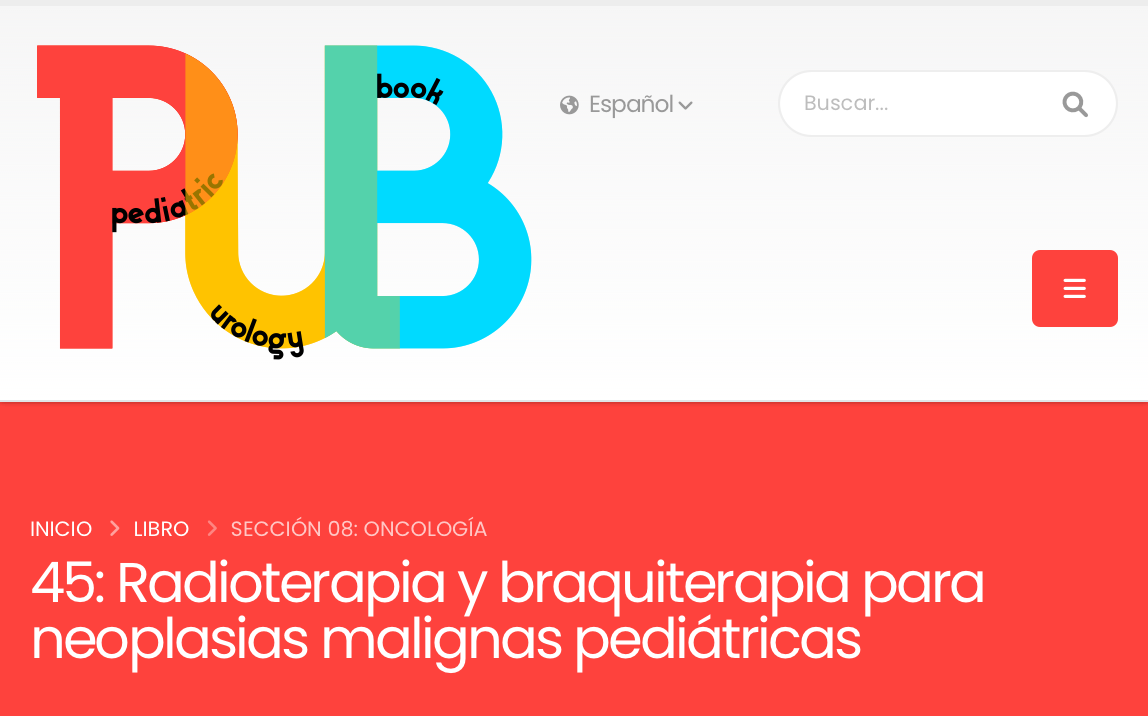 PUB
book
pediatric
urology
Español
Buscar...
INICIO > LIBRO > SECCIÓN 08: ONCOLOGÍA
45: Radioterapia y braquiterapia para
neoplasias malignas pediátricas